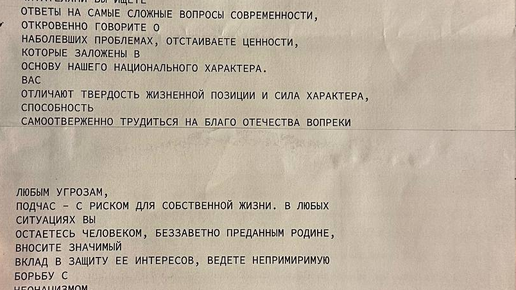 ОТВЕТЫ НА САМЫЕ СЛОЖНЫЕ ВОПРОСЫ СОВРЕМЕННОСТИ,
ОТКРОВЕННО ГОВОРИТЕ О
НАБОЛЕВШИХ ПРОБЛЕМАХ, ОТСТАИВАЕТЕ ЦЕННОСТИ,
КОТОРЫЕ ЗАЛОЖЕНЫ В
ОСНОВУ НАШЕГО НАЦИОНАЛЬНОГО ХАРАКТЕРА.
ВАС
ОТЛИЧАЮТ ТВЕРДОСТЬ ЖИЗНЕННОЙ ПОЗИЦИИ И СИЛА ХАРАКТЕРА,
СПОСОБНОСТЬ
САМООТВЕРЖЕННО ТРУДИТЬСЯ НА БЛАГО ОТЕЧЕСТВА ВОПРЕКИ
ЛЮБЫМ УГРОЗАМ,
ПОДЧАС – С РИСКОМ ДЛЯ СОБСТВЕННОЙ ЖИЗНИ. В ЛЮБЫХ
СИТУАЦИЯХ ВЫ
ОСТАЕТЕСЬ ЧЕЛОВЕКОМ, БЕЗЗАВЕТНО ПРЕДАННЫМ РОДИНЕ,
ВНОСИТЕ ЗНАЧИМЫЙ
ВКЛАД В ЗАЩИТУ ЕЕ ИНТЕРЕСОВ, ВЕДЕТЕ НЕПРИМИРИМУЮ
БОРЬБУ С
НЕОНАЦИЗМОМ